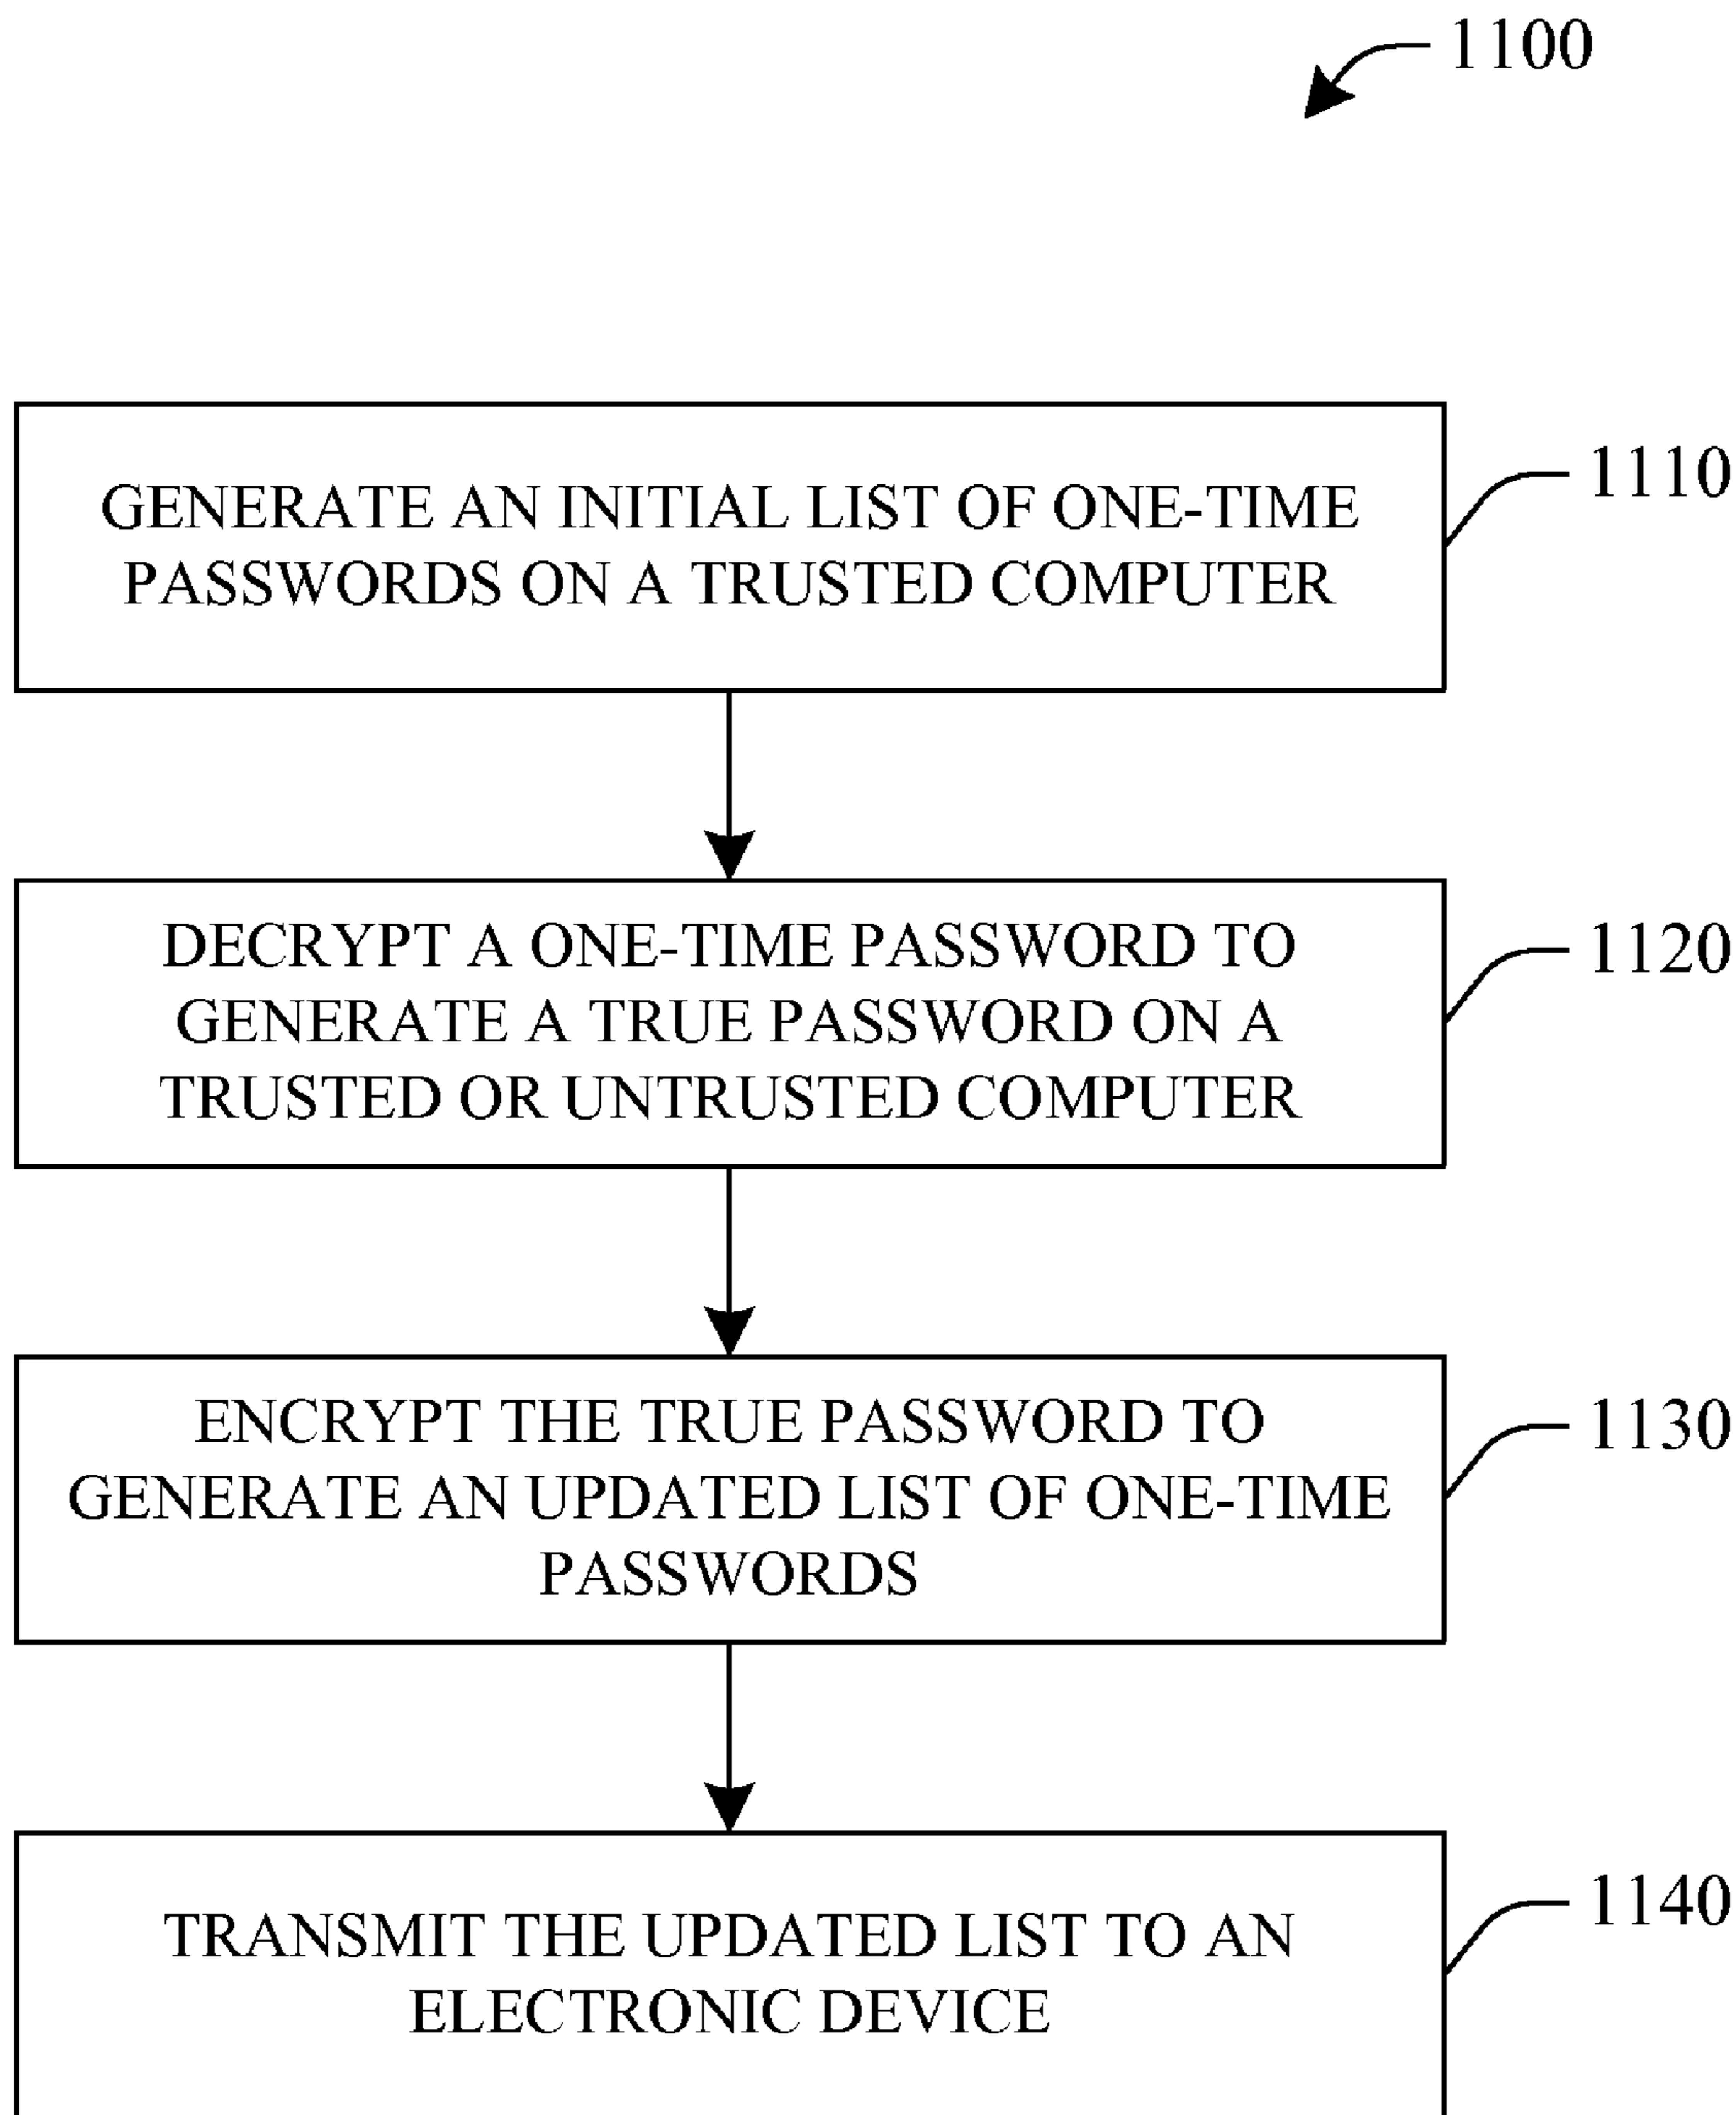 1100
GENERATE AN INITIAL LIST OF ONE-TIME
PASSWORDS ON A TRUSTED COMPUTER
1110
DECRYPT A ONE-TIME PASSWORD TO
GENERATE A TRUE PASSWORD ON A
TRUSTED OR UNTRUSTED COMPUTER
1120
ENCRYPT THE TRUE PASSWORD TO
GENERATE AN UPDATED LIST OF ONE-TIME
PASSWORDS
1130
TRANSMIT THE UPDATED LIST TO AN
ELECTRONIC DEVICE
1140